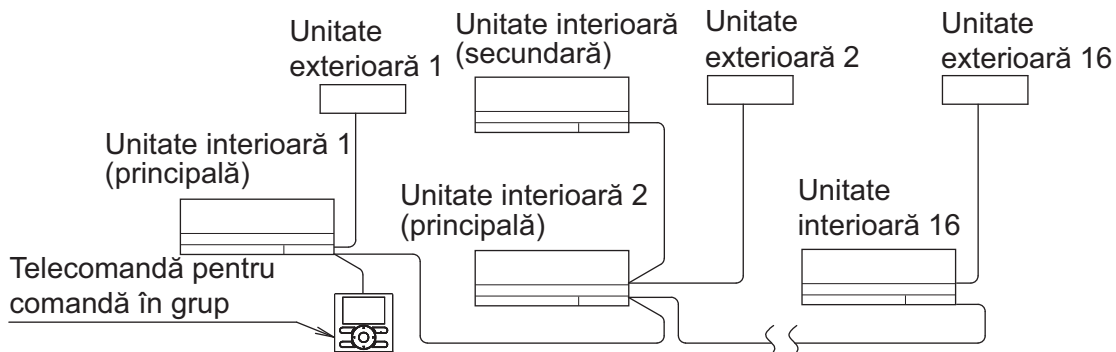 Unitate
exterioară 1
Unitate interioară
(secundară)
Unitate
exterioară 2
Unitate
exterioară 16
Unitate interioară 1
(principală)
Unitate interioară 2
(principală)
Unitate
interioară 16
Telecomandă pentru
comandă în grup